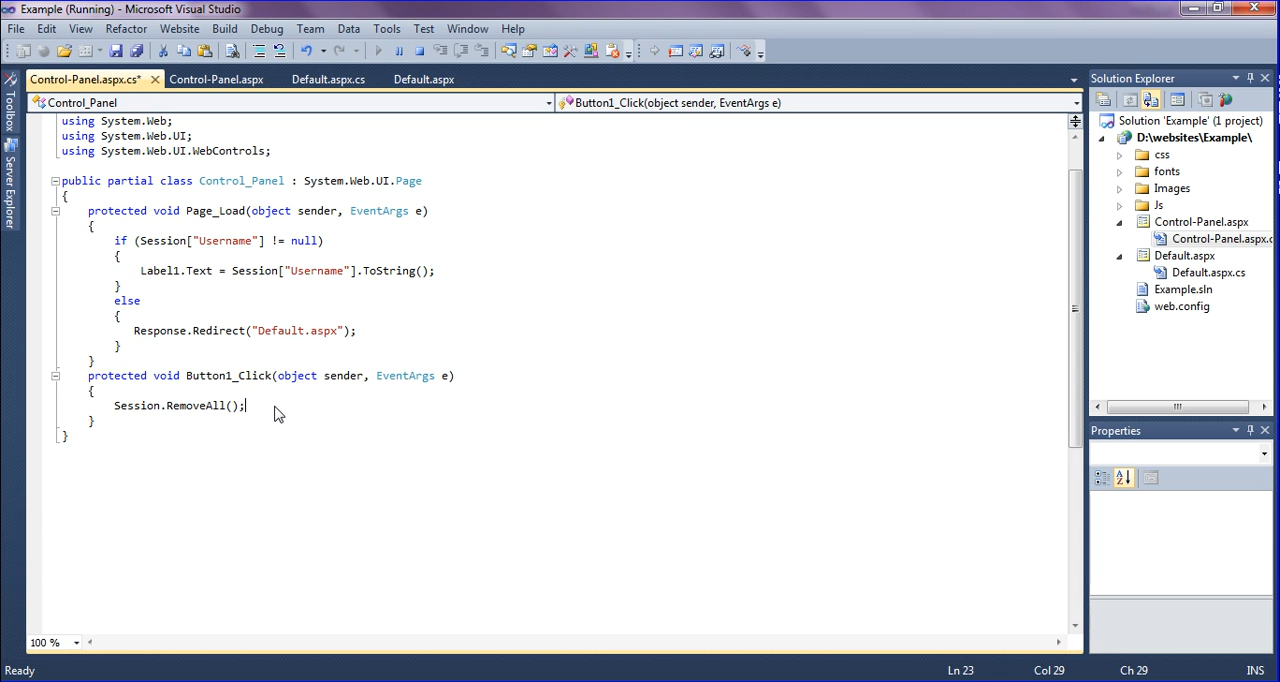 Example (Running) - Microsoft Visual Studio
File Edit View Refactor Website Build Debug Team Data Tools Test Window Help
Control-Panel.aspx.cs* Control-Panel.aspx Default.aspx.cs Default.aspx
Control_Panel Button1_Click(object sender, EventArgs e)
Toolbox
Server Explorer
using System.Web;
using System.Web.UI;
using System.Web.UI.WebControls;
public partial class Control_Panel : System.Web.UI.Page
{
protected void Page_Load(object sender, EventArgs e)
{
if (Session["Username"] != null)
{
Label1.Text = Session["Username"].ToString();
}
else
{
Response.Redirect("Default.aspx");
}
}
protected void Button1_Click(object sender, EventArgs e)
{
Session.RemoveAll();
}
}
100 %
Solution Explorer
Solution 'Example' (1 project)
D:\websites\Example\
css
fonts
Images
Js
Control-Panel.aspx
Control-Panel.aspx.c
Default.aspx
Default.aspx.cs
Example.sln
web.config
Properties
Ready Ln 23 Col 29 Ch 29 INS